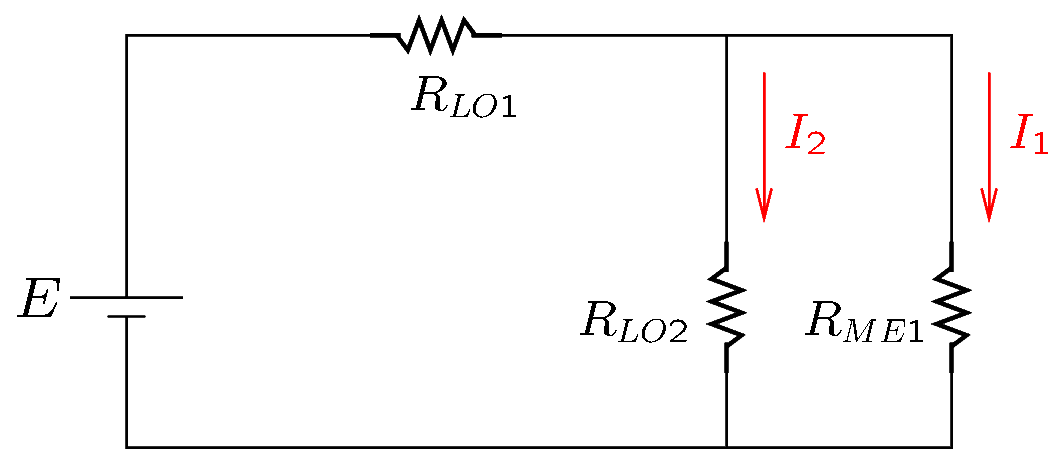 R_{LO1}
I_2
I_1
E
R_{LO2}
R_{ME1}